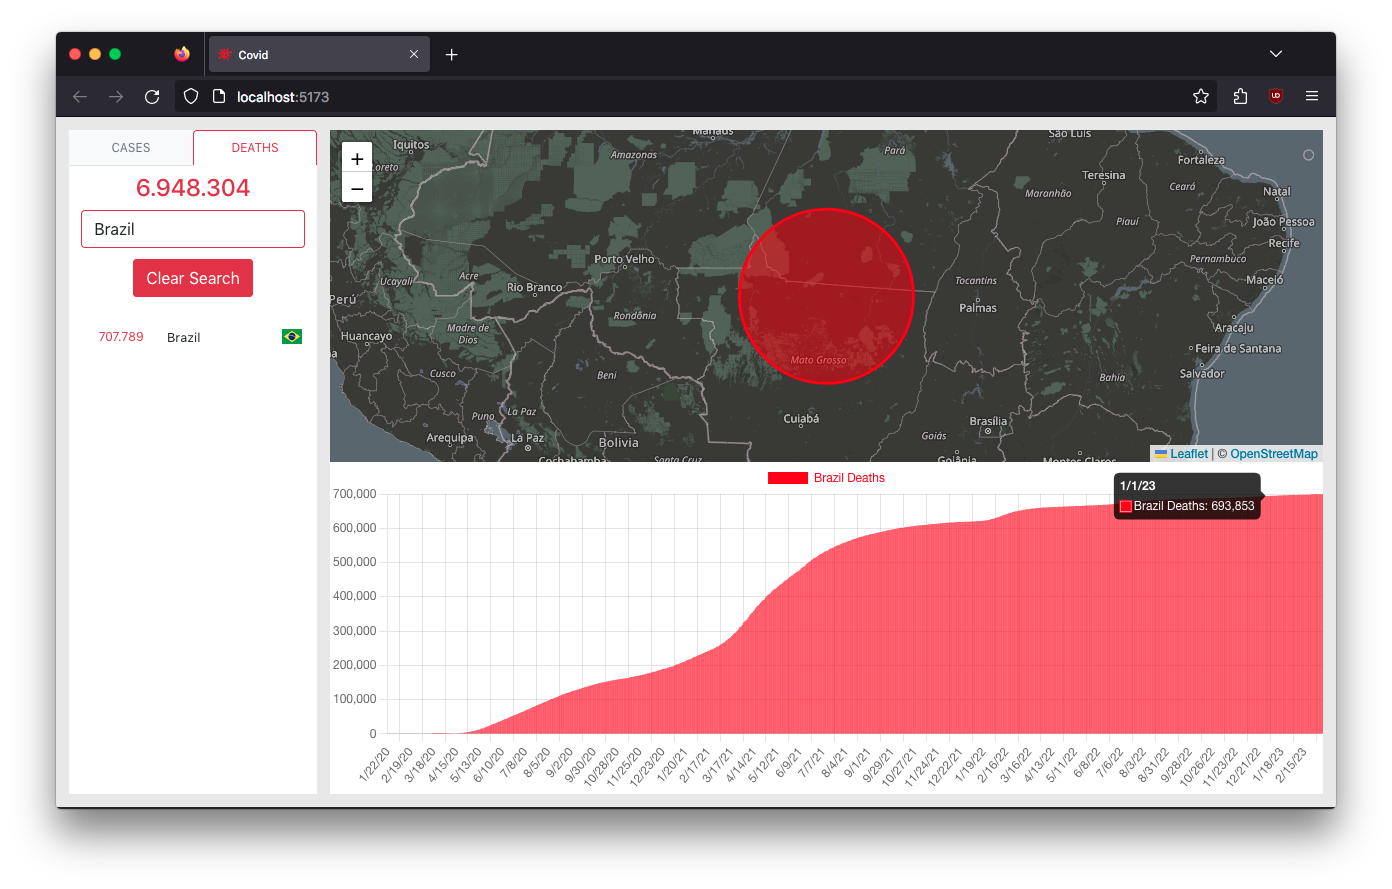 Covid
localhost:5173
CASES
DEATHS
6.948.304
Brazil
Clear Search
707.789 Brazil
+
−
Manaus
São Luís
Iquitos
Amazonas
Pará
Fortaleza
Loreto
Teresina
Maranhão
Ceará
Natal
Piauí
João Pessoa
Recife
Porto Velho
Pernambuco
Acre
Ucayali
Rio Branco
Tocantins
Maceió
Perú
Palmas
Rondônia
Madre de
Dios
Huancayo
Aracaju
Feira de Santana
Mato Grosso
Cusco
Beni
Bahia
Salvador
Puno
La Paz
Cuiabá
Brasília
Arequipa
La Paz
Bolivia
Goiás
Cochabamba
Santa Cruz
Goiânia
Montes Claros
Leaflet | © OpenStreetMap
Brazil Deaths
1/1/23
Brazil Deaths: 693,853
700,000
600,000
500,000
400,000
300,000
200,000
100,000
0
1/22/20
2/19/20
3/18/20
4/15/20
5/13/20
6/10/20
7/8/20
8/5/20
9/2/20
9/30/20
10/28/20
11/25/20
12/23/20
1/20/21
2/17/21
3/17/21
4/14/21
5/12/21
6/9/21
7/7/21
8/4/21
9/1/21
9/29/21
10/27/21
11/24/21
12/22/21
1/19/22
2/16/22
3/16/22
4/13/22
5/11/22
6/8/22
7/6/22
8/3/22
8/31/22
9/28/22
10/26/22
11/23/22
12/21/22
1/18/23
2/15/23